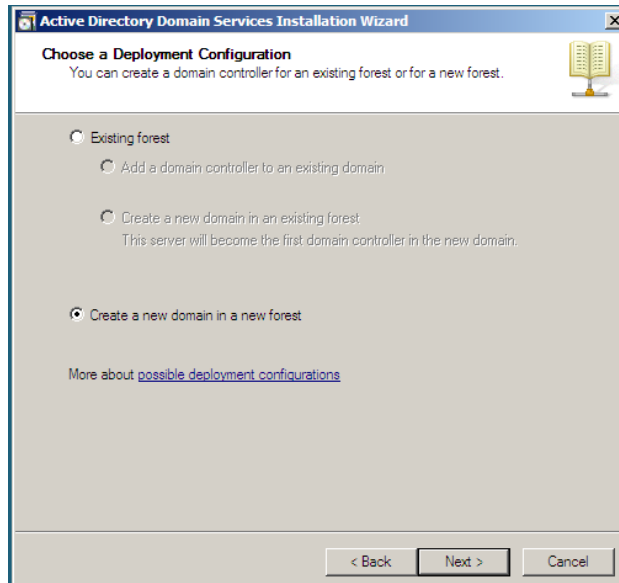 Active Directory Domain Services Installation Wizard
Choose a Deployment Configuration
You can create a domain controller for an existing forest or for a new forest.
Existing forest
Add a domain controller to an existing domain
Create a new domain in an existing forest
This server will become the first domain controller in the new domain.
Create a new domain in a new forest
More about possible deployment configurations
< Back Next > Cancel